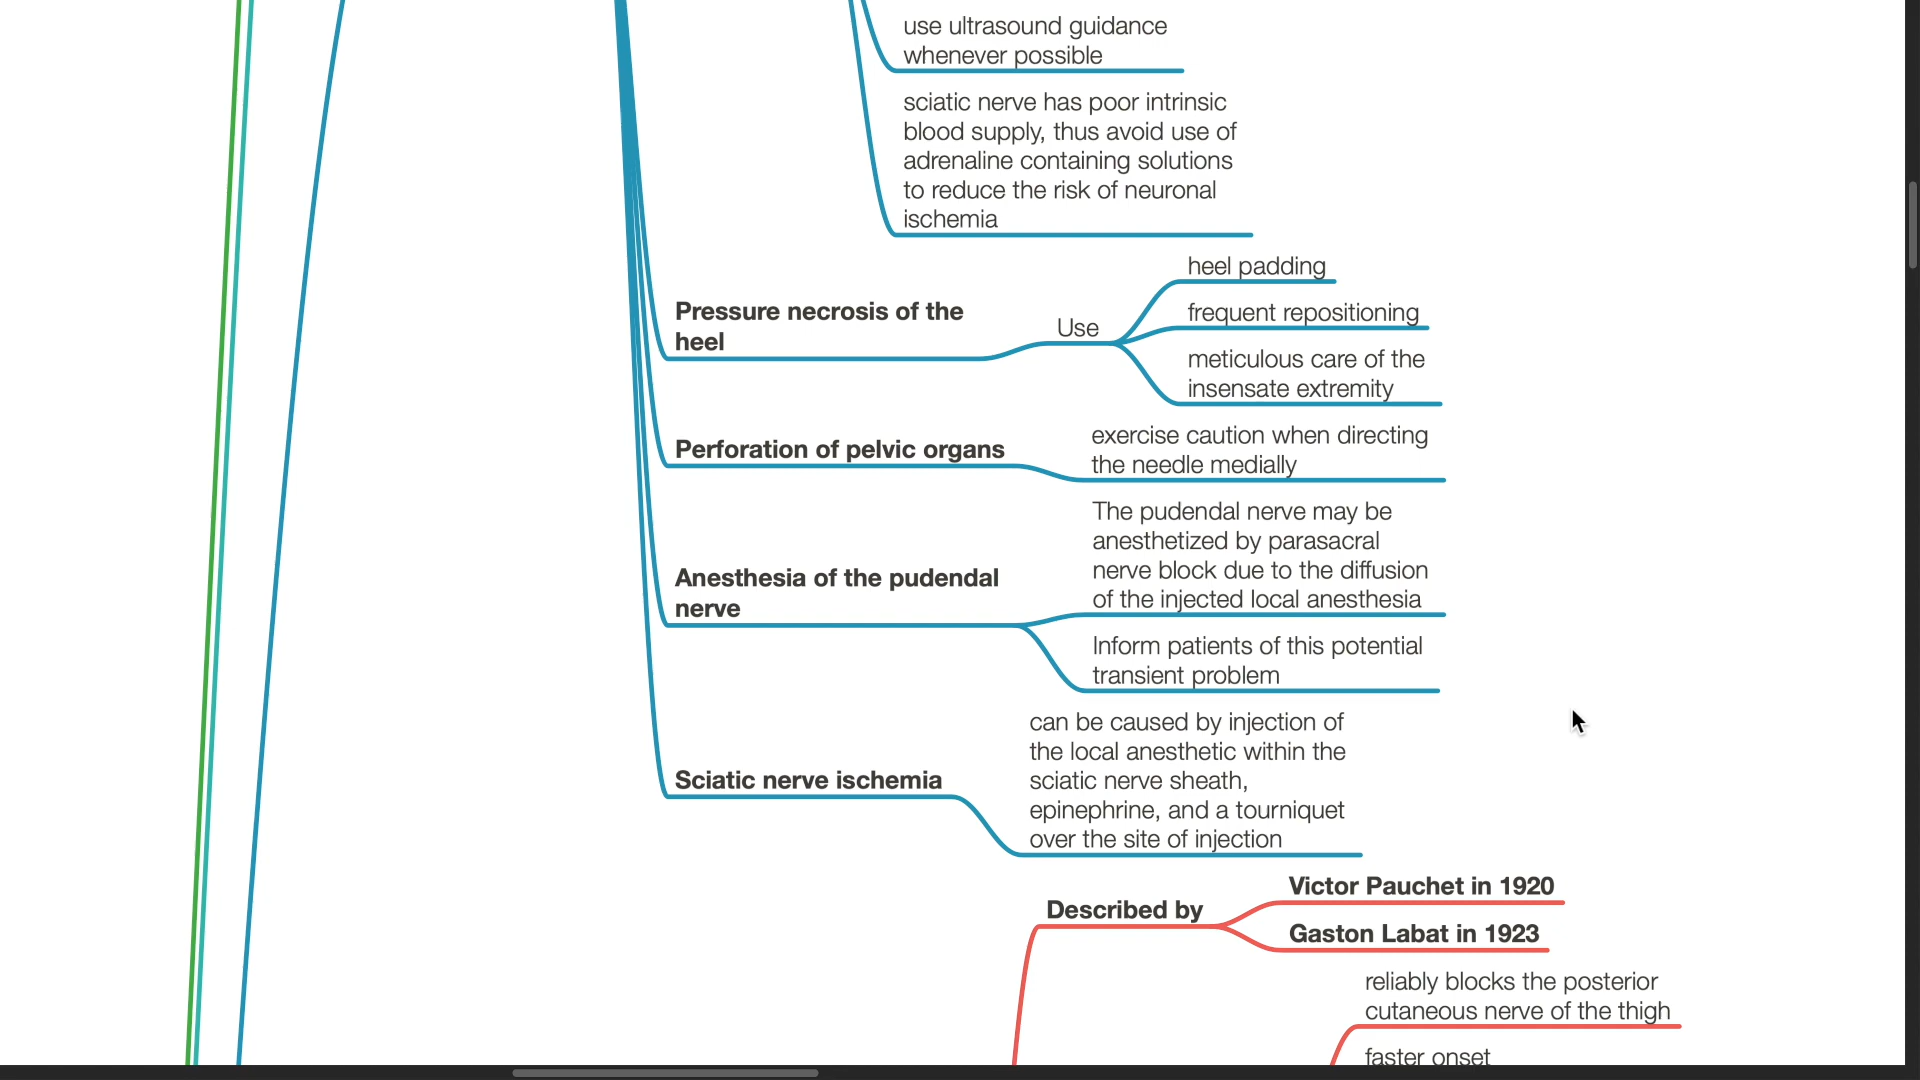 use ultrasound guidance
whenever possible
sciatic nerve has poor intrinsic
blood supply, thus avoid use of
adrenaline containing solutions
to reduce the risk of neuronal
ischemia
Pressure necrosis of the
heel
Use
heel padding
frequent repositioning
meticulous care of the
insensate extremity
Perforation of pelvic organs
exercise caution when directing
the needle medially
Anesthesia of the pudendal
nerve
The pudendal nerve may be
anesthetized by parasacral
nerve block due to the diffusion
of the injected local anesthesia
Inform patients of this potential
transient problem
Sciatic nerve ischemia
can be caused by injection of
the local anesthetic within the
sciatic nerve sheath,
epinephrine, and a tourniquet
over the site of injection
Described by
Victor Pauchet in 1920
Gaston Labat in 1923
reliably blocks the posterior
cutaneous nerve of the thigh
faster onset